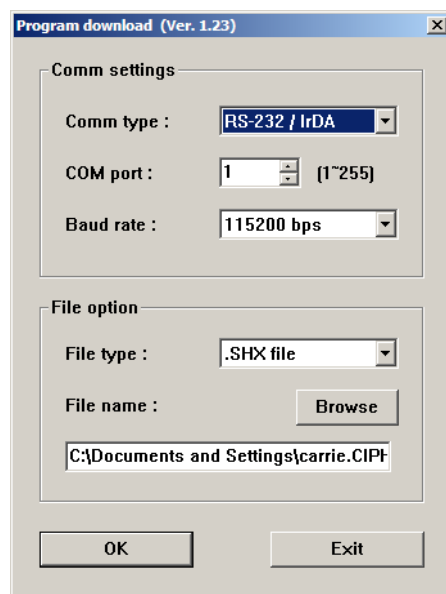 Program download (Ver. 1.23)
Comm settings
Comm type : RS-232 / IrDA
COM port : 1 (1~255)
Baud rate : 115200 bps
File option
File type : .SHX file
File name : Browse
C:\Documents and Settings\carrie.CIPH
OK Exit